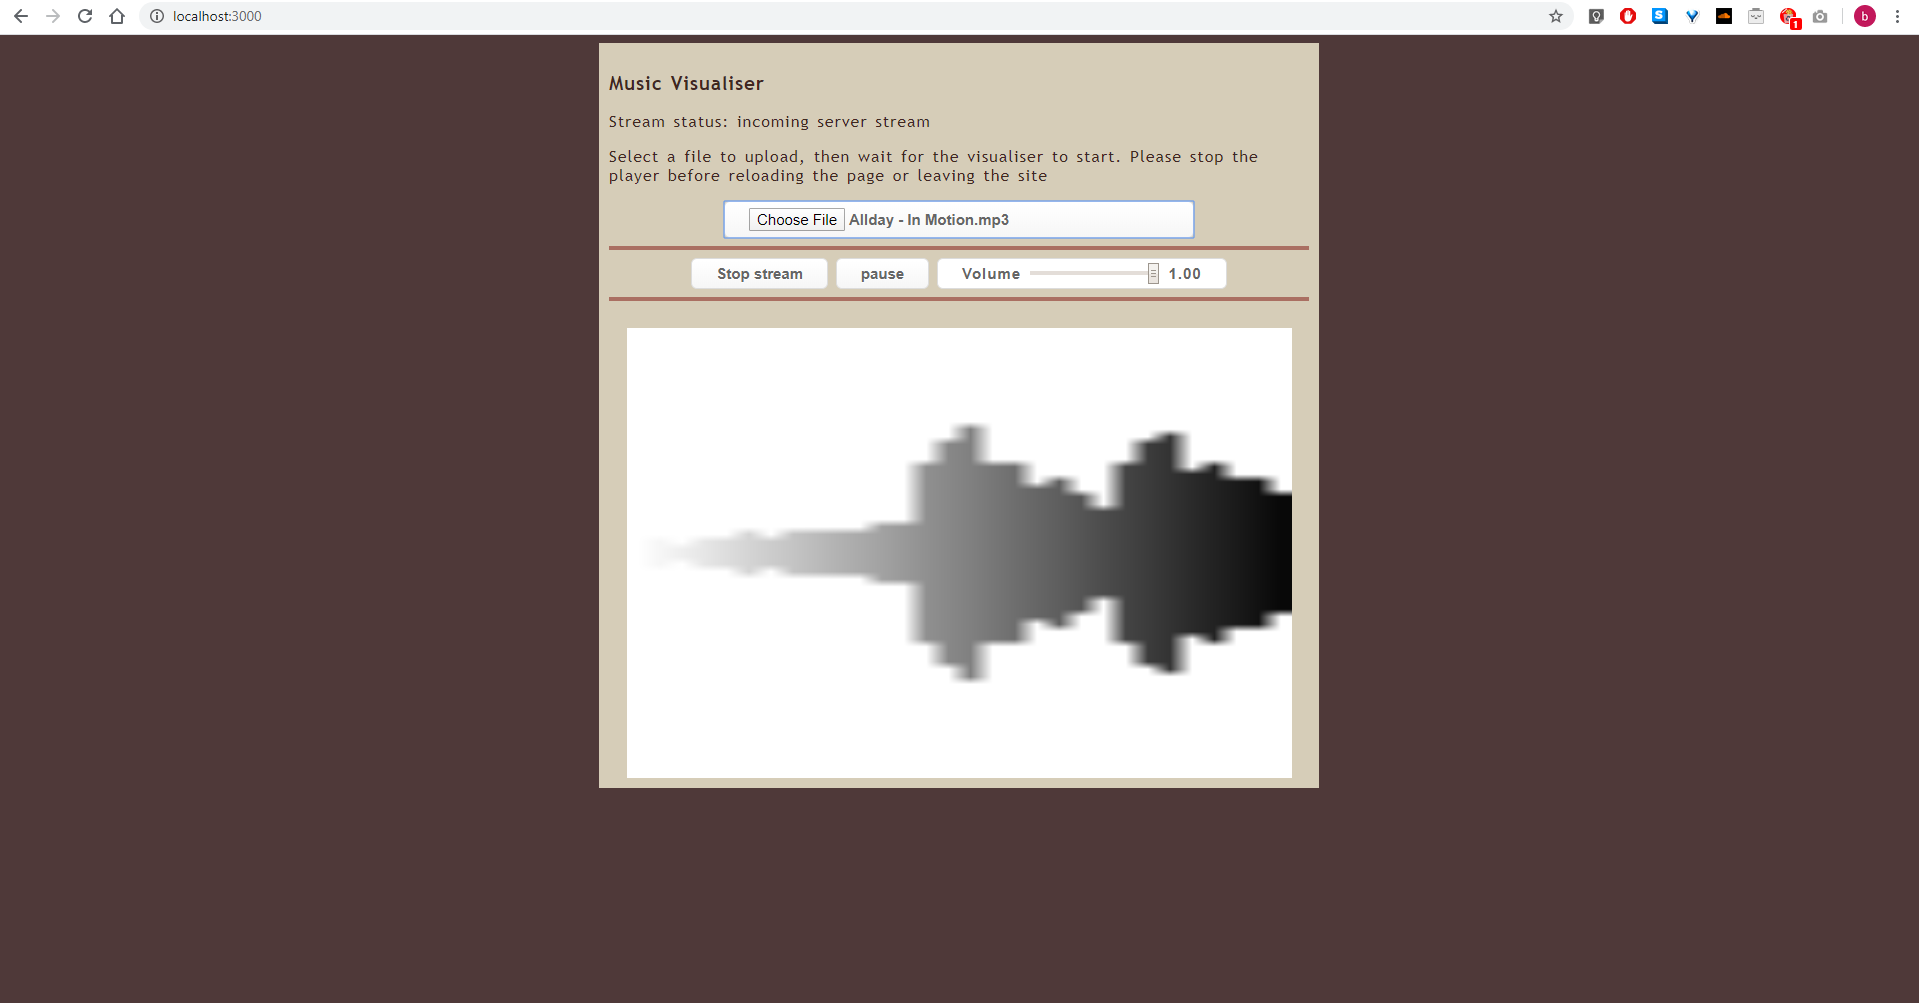 localhost:3000
S
1
b
Music Visualiser
Stream status: incoming server stream
Select a file to upload, then wait for the visualiser to start. Please stop the
player before reloading the page or leaving the site
Choose File Allday - In Motion.mp3
Stop stream pause Volume 1.00